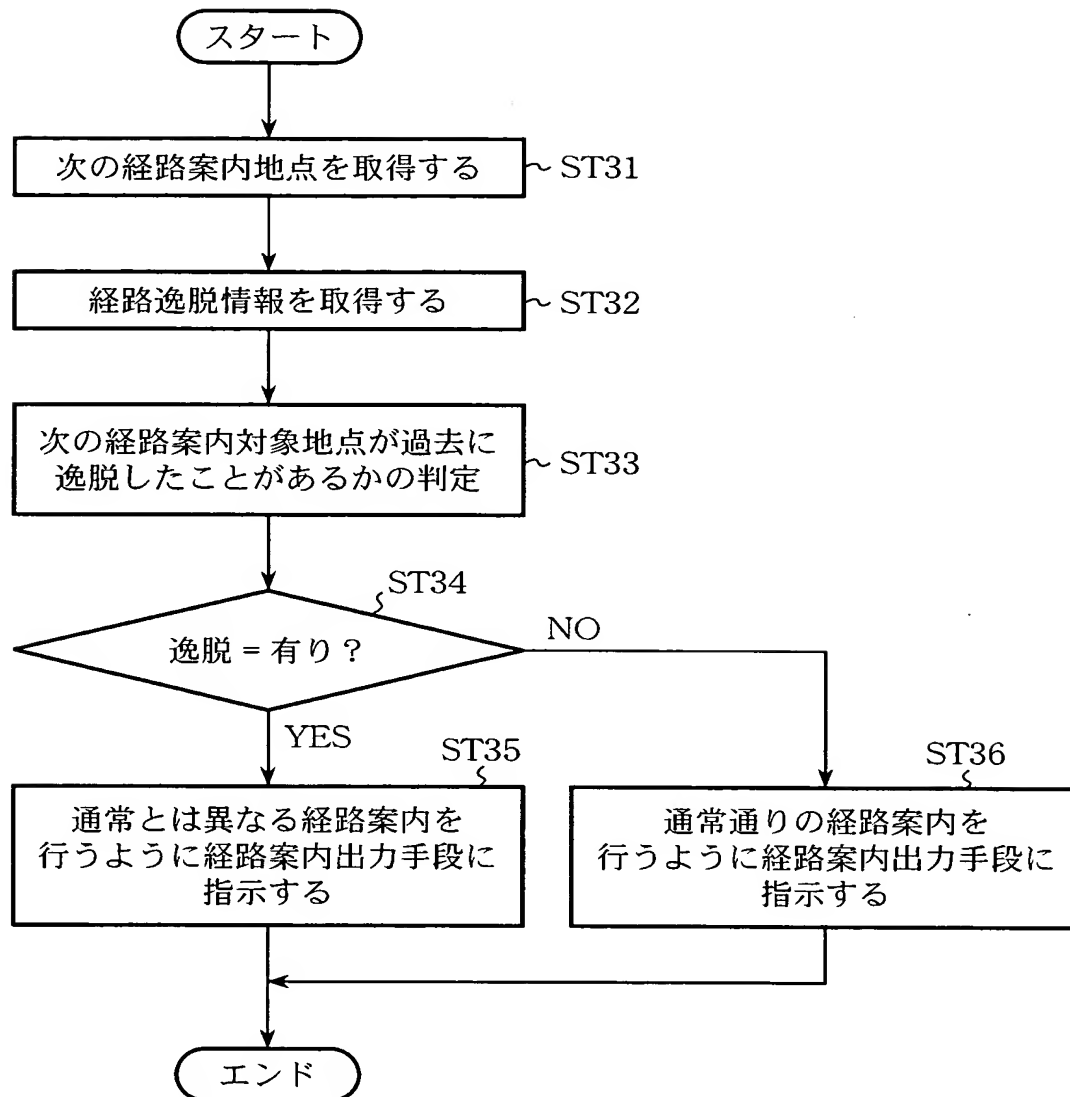 スタート
次の経路案内地点を取得する
ST31
経路逸脱情報を取得する
ST32
次の経路案内対象地点が過去に
逸脱したことがあるかの判定
ST33
ST34
逸脱 = 有り？
NO
YES
ST35
通常とは異なる経路案内を
行うように経路案内出力手段に
指示する
ST36
通常通りの経路案内を
行うように経路案内出力手段に
指示する
エンド